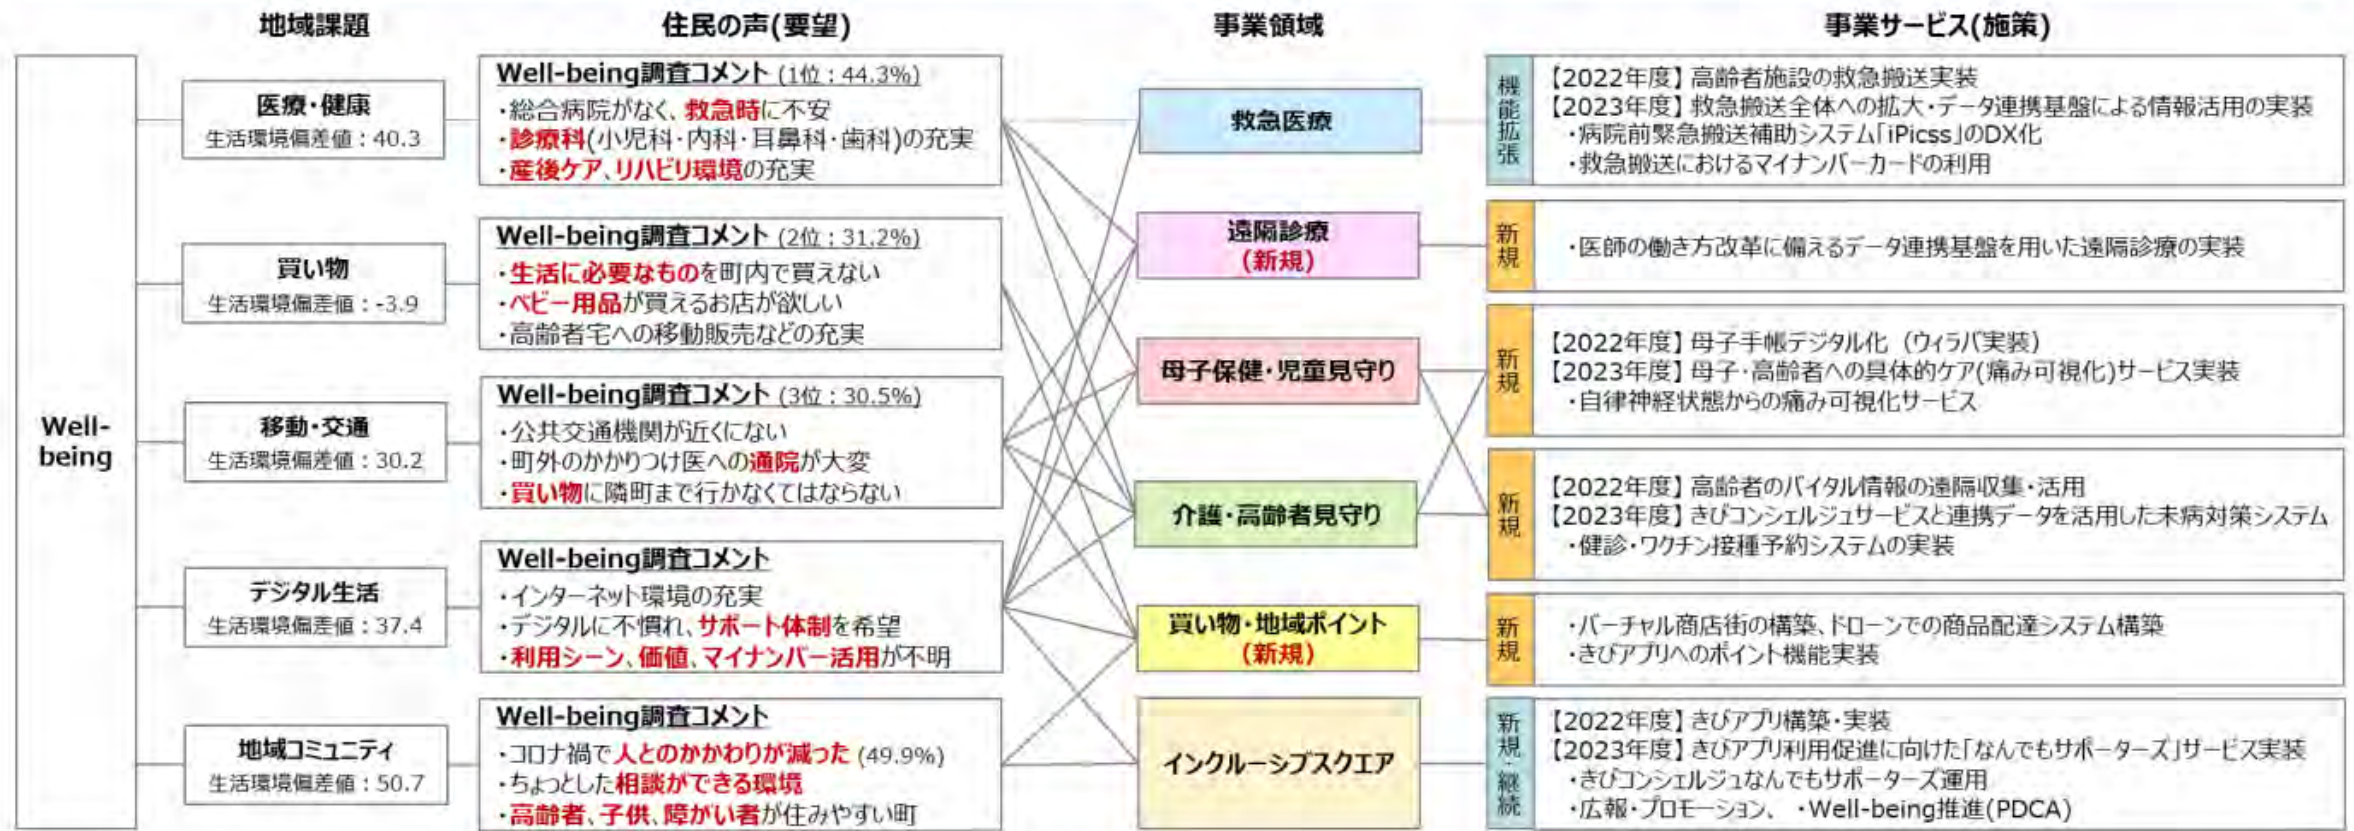 地域課題
住民の声(要望)
事業領域
事業サービス(施策)
Well-
being
医療・健康
生活環境偏差値：40.3
買い物
生活環境偏差値：-3.9
移動・交通
生活環境偏差値：30.2
デジタル生活
生活環境偏差値：37.4
地域コミュニティ
生活環境偏差値：50.7
Well-being調査コメント (1位：44.3%)
・総合病院がなく、救急時に不安
・診療科(小児科・内科・耳鼻科・歯科)の充実
・産後ケア、リハビリ環境の充実
Well-being調査コメント (2位：31.2%)
・生活に必要なものを町内で買えない
・ベビー用品が買えるお店が欲しい
・高齢者宅への移動販売などの充実
Well-being調査コメント (3位：30.5%)
・公共交通機関が近くにない
・町外のかかりつけ医への通院が大変
・買い物に隣町まで行かなくてはならない
Well-being調査コメント
・インターネット環境の充実
・デジタルに不慣れ、サポート体制を希望
・利用シーン、価値、マイナンバー活用が不明
Well-being調査コメント
・コロナ禍で人とのかかわりが減った (49.9%)
・ちょっとした相談ができる環境
・高齢者、子供、障がい者が住みやすい町
救急医療
遠隔診療
(新規)
母子保健・児童見守り
介護・高齢者見守り
買い物・地域ポイント
(新規)
インクルーシブスクエア
機能拡張
【2022年度】高齢者施設の救急搬送実装
【2023年度】救急搬送全体への拡大・データ連携基盤による情報活用の実装
・病院前緊急搬送補助システム「iPicss」のDX化
・救急搬送におけるマイナンバーカードの利用
新規
・医師の働き方改革に備えるデータ連携基盤を用いた遠隔診療の実装
新規
【2022年度】母子手帳デジタル化（ウィラバ実装）
【2023年度】母子・高齢者への具体的ケア(痛み可視化)サービス実装
・自律神経状態からの痛み可視化サービス
新規
【2022年度】高齢者のバイタル情報の遠隔収集・活用
【2023年度】きびコンシェルジュサービスと連携データを活用した未病対策システム
・健診・ワクチン接種予約システムの実装
新規
・バーチャル商店街の構築、ドローンでの商品配達システム構築
・きびアプリへのポイント機能実装
新規・継続
【2022年度】きびアプリ構築・実装
【2023年度】きびアプリ利用促進に向けた「なんでもサポーターズ」サービス実装
・きびコンシェルジュなんでもサポーターズ運用
・広報・プロモーション、・Well-being推進(PDCA)